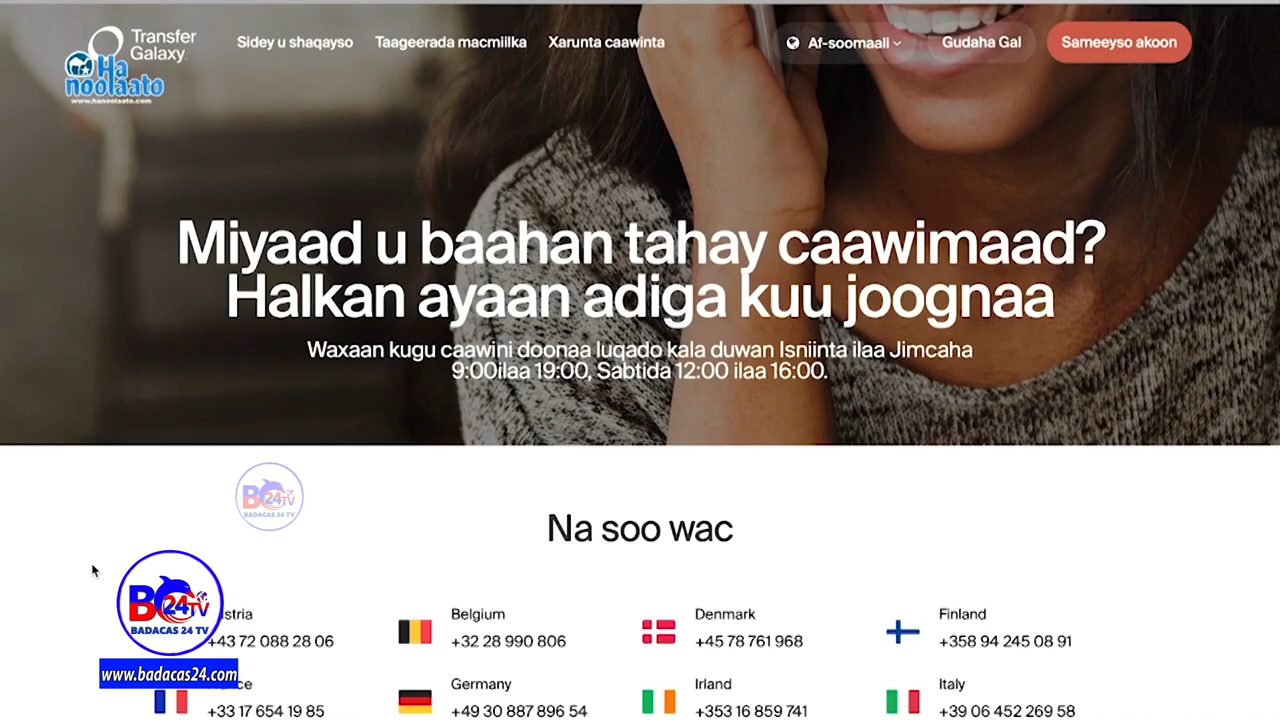 Transfer
Galaxy
Ha
noolaato
www.hanoolaato.com
Sidey u shaqayso
Taageerada macmiilka
Xarunta caawinta
Af-soomaali
Gudaha Gal
Sameeyso akoon
Miyaad u baahan tahay caawimaad?
Halkan ayaan adiga kuu joognaa
Waxaan kugu caawini doonaa luqado kala duwan Isniinta ilaa Jimcaha
9:00ilaa 19:00, Sabtida 12:00 ilaa 16:00.
BC24TV
BADACAS 24 TV
Na soo wac
BC24TV
BADACAS 24 TV
www.badacas24.com
+43 72 088 28 06
Belgium
+32 28 990 806
Denmark
+45 78 761 968
Finland
+358 94 245 08 91
+33 17 654 19 85
Germany
+49 30 887 896 54
Irland
+353 16 859 741
Italy
+39 06 452 269 58